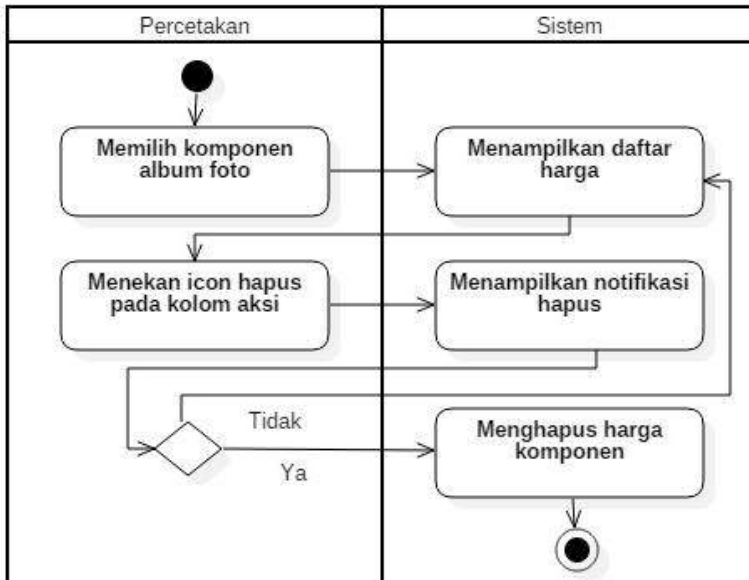 Percetakan
Sistem
Memilih komponen
album foto
Menampilkan daftar
harga
Menekan icon hapus
pada kolom aksi
Menampilkan notifikasi
hapus
Tidak
Ya
Menghapus harga
komponen